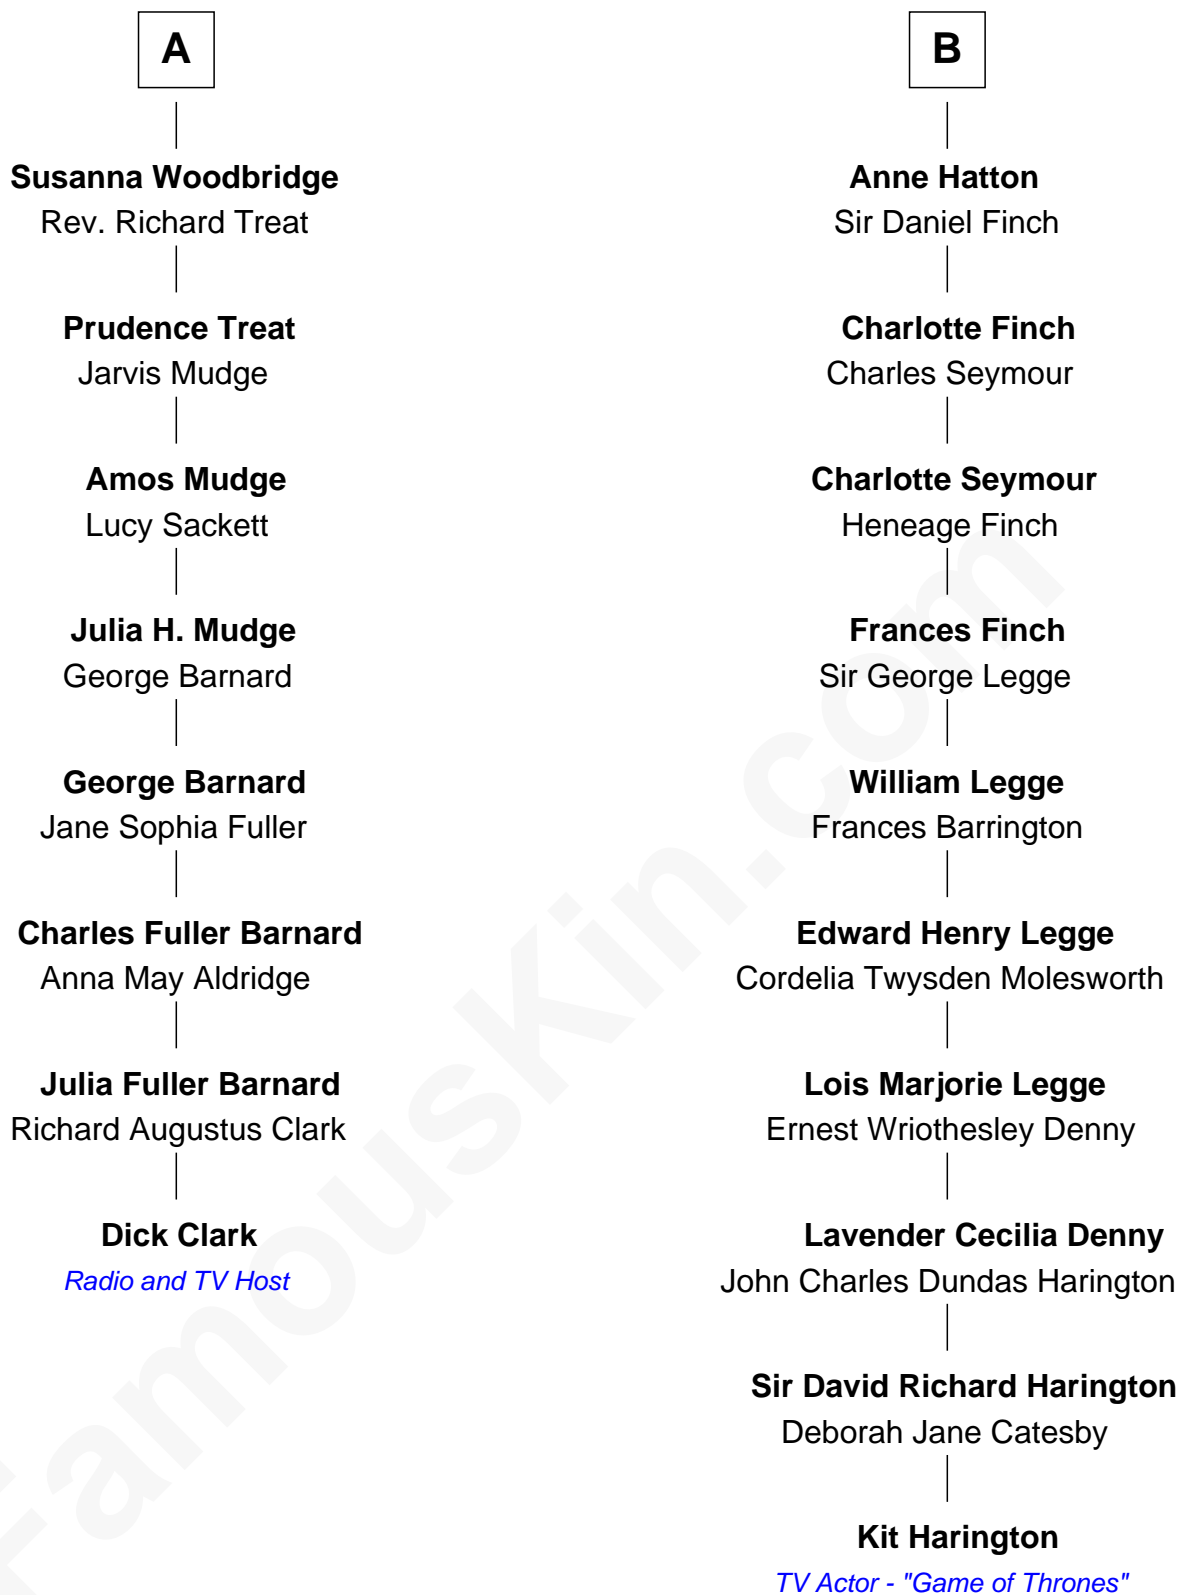 A
Susanna Woodbridge
Rev. Richard Treat
Prudence Treat
Jarvis Mudge
Amos Mudge
Lucy Sackett
Julia H. Mudge
George Barnard
George Barnard
Jane Sophia Fuller
Charles Fuller Barnard
Anna May Aldridge
Julia Fuller Barnard
Richard Augustus Clark
Dick Clark
Radio and TV Host
B
Anne Hatton
Sir Daniel Finch
Charlotte Finch
Charles Seymour
Charlotte Seymour
Heneage Finch
Frances Finch
Sir George Legge
William Legge
Frances Barrington
Edward Henry Legge
Cordelia Twysden Molesworth
Lois Marjorie Legge
Ernest Wriothesley Denny
Lavender Cecilia Denny
John Charles Dundas Harington
Sir David Richard Harington
Deborah Jane Catesby
Kit Harington
TV Actor - "Game of Thrones"
FamousKin.com